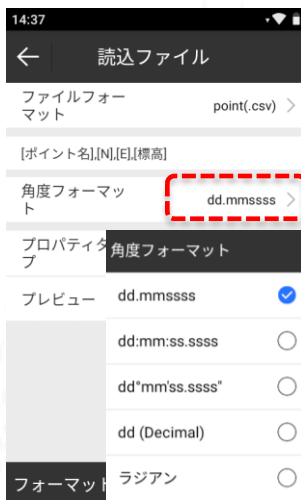 14:37
読込ファイル
ファイルフォー
マット
point(.csv)
[ポイント名],[N],[E],[標高]
角度フォーマッ
ト
dd.mmssss
プロパティタ
プ
角度フォーマット
プレビュー
dd.mmssss
dd:mm:ss.ssss
dd°mm'ss.ssss"
dd (Decimal)
フォーマット
ラジアン